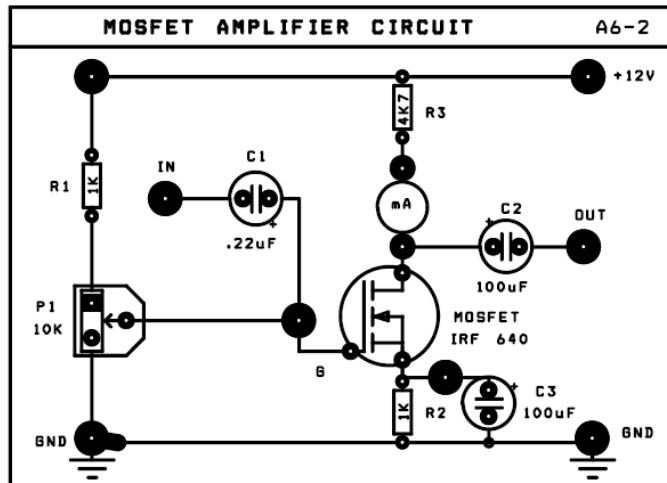 MOSFET AMPLIFIER CIRCUIT A6-2
+12V
4K7
R3
IN
C1
R1
1K
mA
C2
OUT
+
.22uF
+
100uF
P1
10K
MOSFET
IRF 640
G
+
C3
1K
R2
100uF
GND
GND